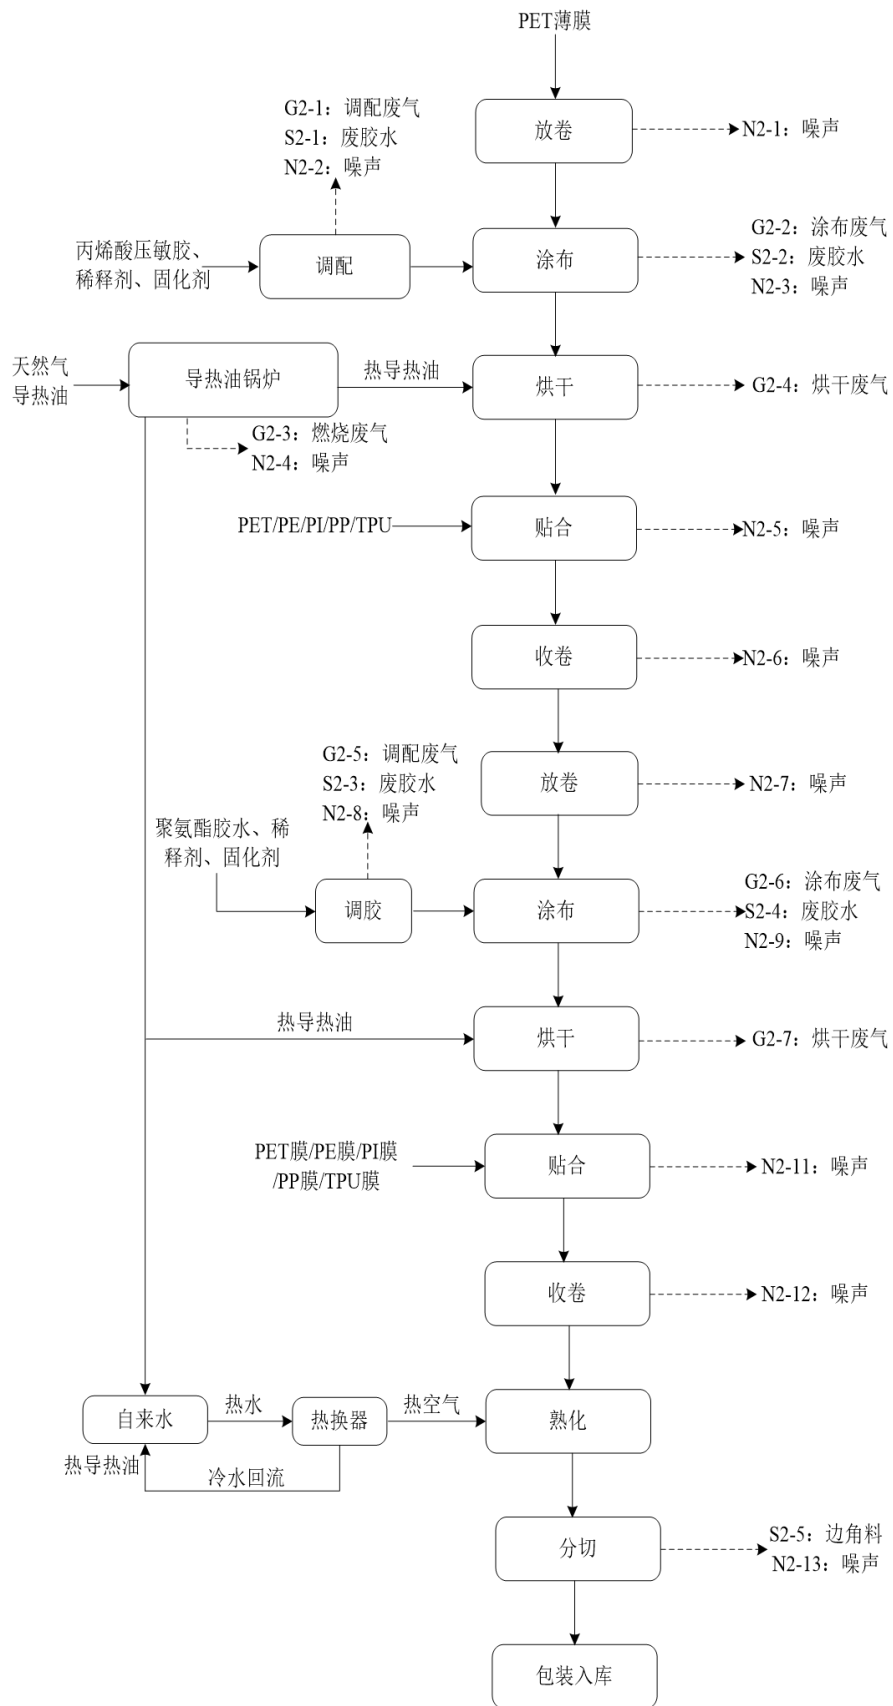 PET薄膜
放卷
N2-1：噪声
G2-1：调配废气
S2-1：废胶水
N2-2：噪声
丙烯酸压敏胶、
稀释剂、固化剂
调配
涂布
G2-2：涂布废气
S2-2：废胶水
N2-3：噪声
天然气
导热油
导热油锅炉
热导热油
烘干
G2-4：烘干废气
G2-3：燃烧废气
N2-4：噪声
PET/PE/PI/PP/TPU
贴合
N2-5：噪声
收卷
N2-6：噪声
放卷
N2-7：噪声
G2-5：调配废气
S2-3：废胶水
N2-8：噪声
聚氨酯胶水、稀
释剂、固化剂
调胶
涂布
G2-6：涂布废气
S2-4：废胶水
N2-9：噪声
热导热油
烘干
G2-7：烘干废气
PET膜/PE膜/PI膜
/PP膜/TPU膜
贴合
N2-11：噪声
收卷
N2-12：噪声
自来水
热水
热换器
热空气
熟化
热导热油
冷水回流
分切
S2-5：边角料
N2-13：噪声
包装入库